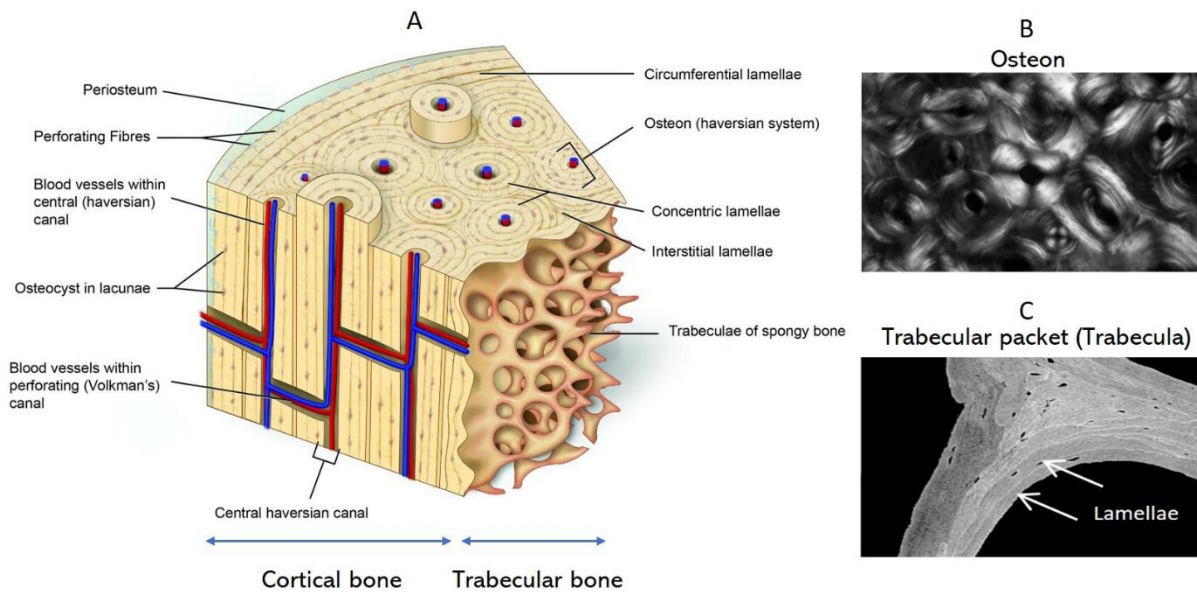 A
Periosteum
Perforating Fibres
Blood vessels within
central (haversian)
canal
Osteocyst in lacunae
Blood vessels within
perforating (Volkman's)
canal
Central haversian canal
Circumferential lamellae
Osteon (haversian system)
Concentric lamellae
Interstitial lamellae
Trabeculae of spongy bone
Cortical bone
Trabecular bone
B
Osteon
C
Trabecular packet (Trabecula)
Lamellae